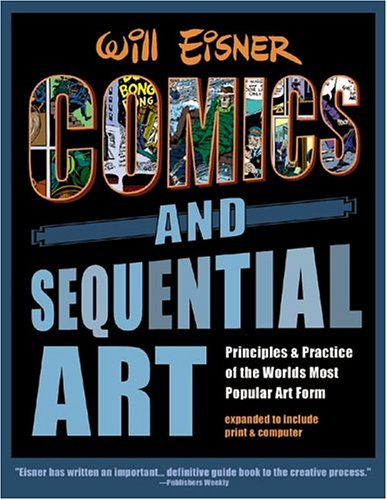 Will Eisner
COMICS
AND
SEQUENTIAL
ART
Principles & Practice
of the Worlds Most
Popular Art Form
expanded to include
print & computer
"Eisner has written an important... definitive guide book to the creative process."
—Publishers Weekly
BONG
BONG